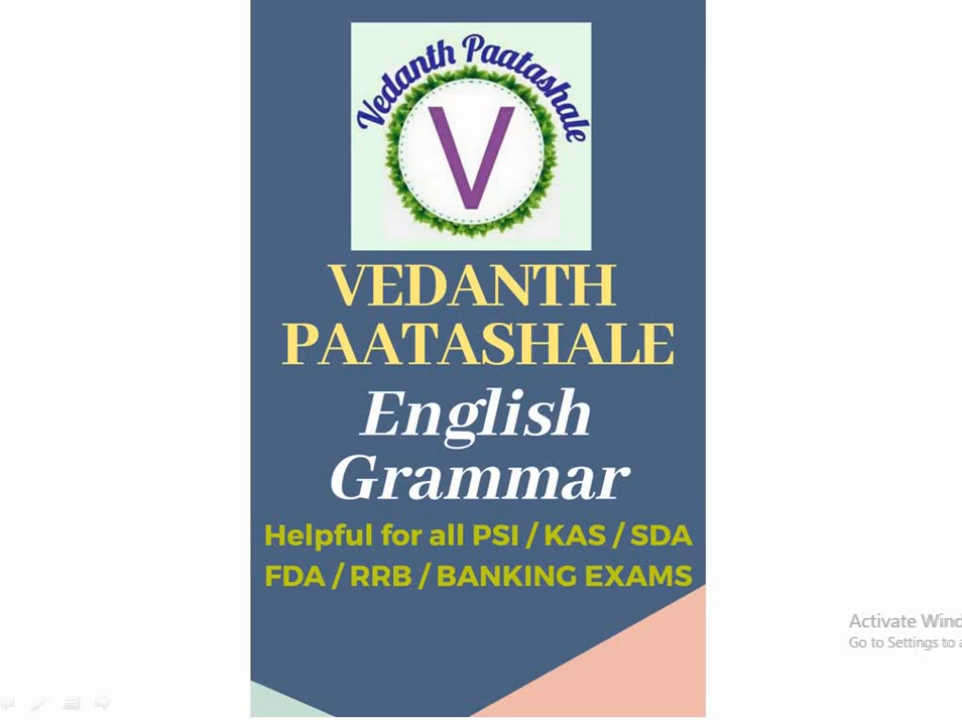 Vedanth Paatashale
V
VEDANTH
PAATASHALE
English
Grammar
Helpful for all PSI / KAS / SDA
FDA / RRB / BANKING EXAMS
Activate Wind
Go to Settings to a